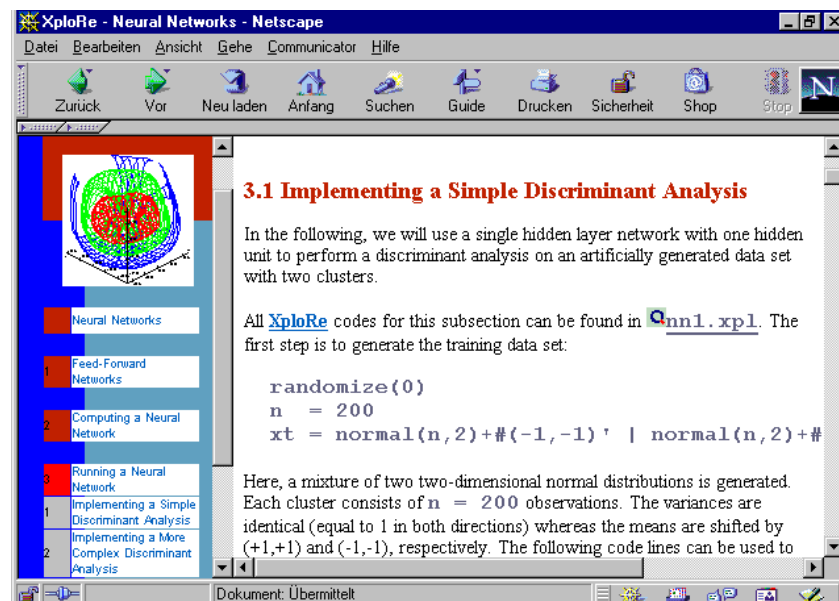 XploRe - Neural Networks - Netscape
Datei Bearbeiten Ansicht Gehe Communicator Hilfe
Zurück Vor Neu laden Anfang Suchen Guide Drucken Sicherheit Shop Stop
N
Neural Networks
1 Feed-Forward
Networks
2 Computing a Neural
Network
3 Running a Neural
Network
1 Implementing a Simple
Discriminant Analysis
2 Implementing a More
Complex Discriminant
Analysis
3.1 Implementing a Simple Discriminant Analysis
In the following, we will use a single hidden layer network with one hidden
unit to perform a discriminant analysis on an artificially generated data set
with two clusters.
All XploRe codes for this subsection can be found in nn1.xpl. The
first step is to generate the training data set:
randomize(0)
n = 200
xt = normal(n,2)+#(-1,-1)' | normal(n,2)+#
Here, a mixture of two two-dimensional normal distributions is generated.
Each cluster consists of n = 200 observations. The variances are
identical (equal to 1 in both directions) whereas the means are shifted by
(+1,+1) and (-1,-1), respectively. The following code lines can be used to
Dokument: Übermittelt